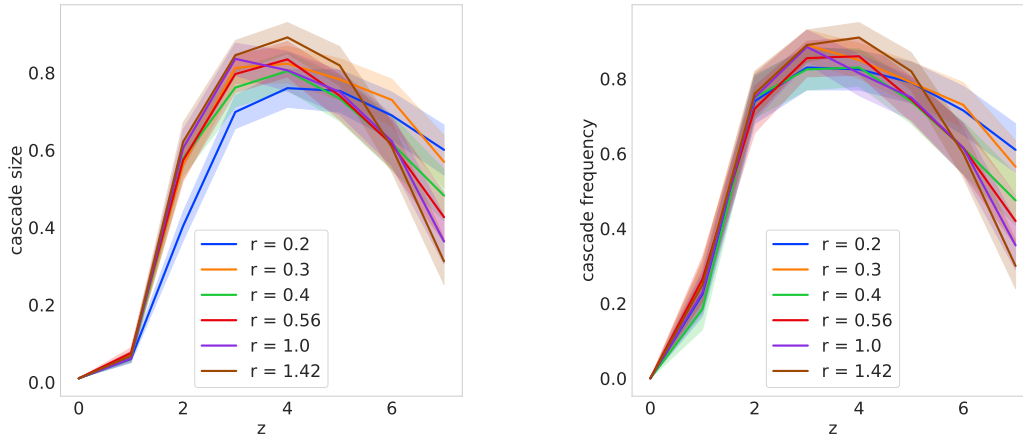 cascade size
0.8
0.6
0.4
0.2
0.0
r = 0.2
r = 0.3
r = 0.4
r = 0.56
r = 1.0
r = 1.42
0 2 4 6
z
cascade frequency
0.8
0.6
0.4
0.2
0.0
r = 0.2
r = 0.3
r = 0.4
r = 0.56
r = 1.0
r = 1.42
0 2 4 6
z